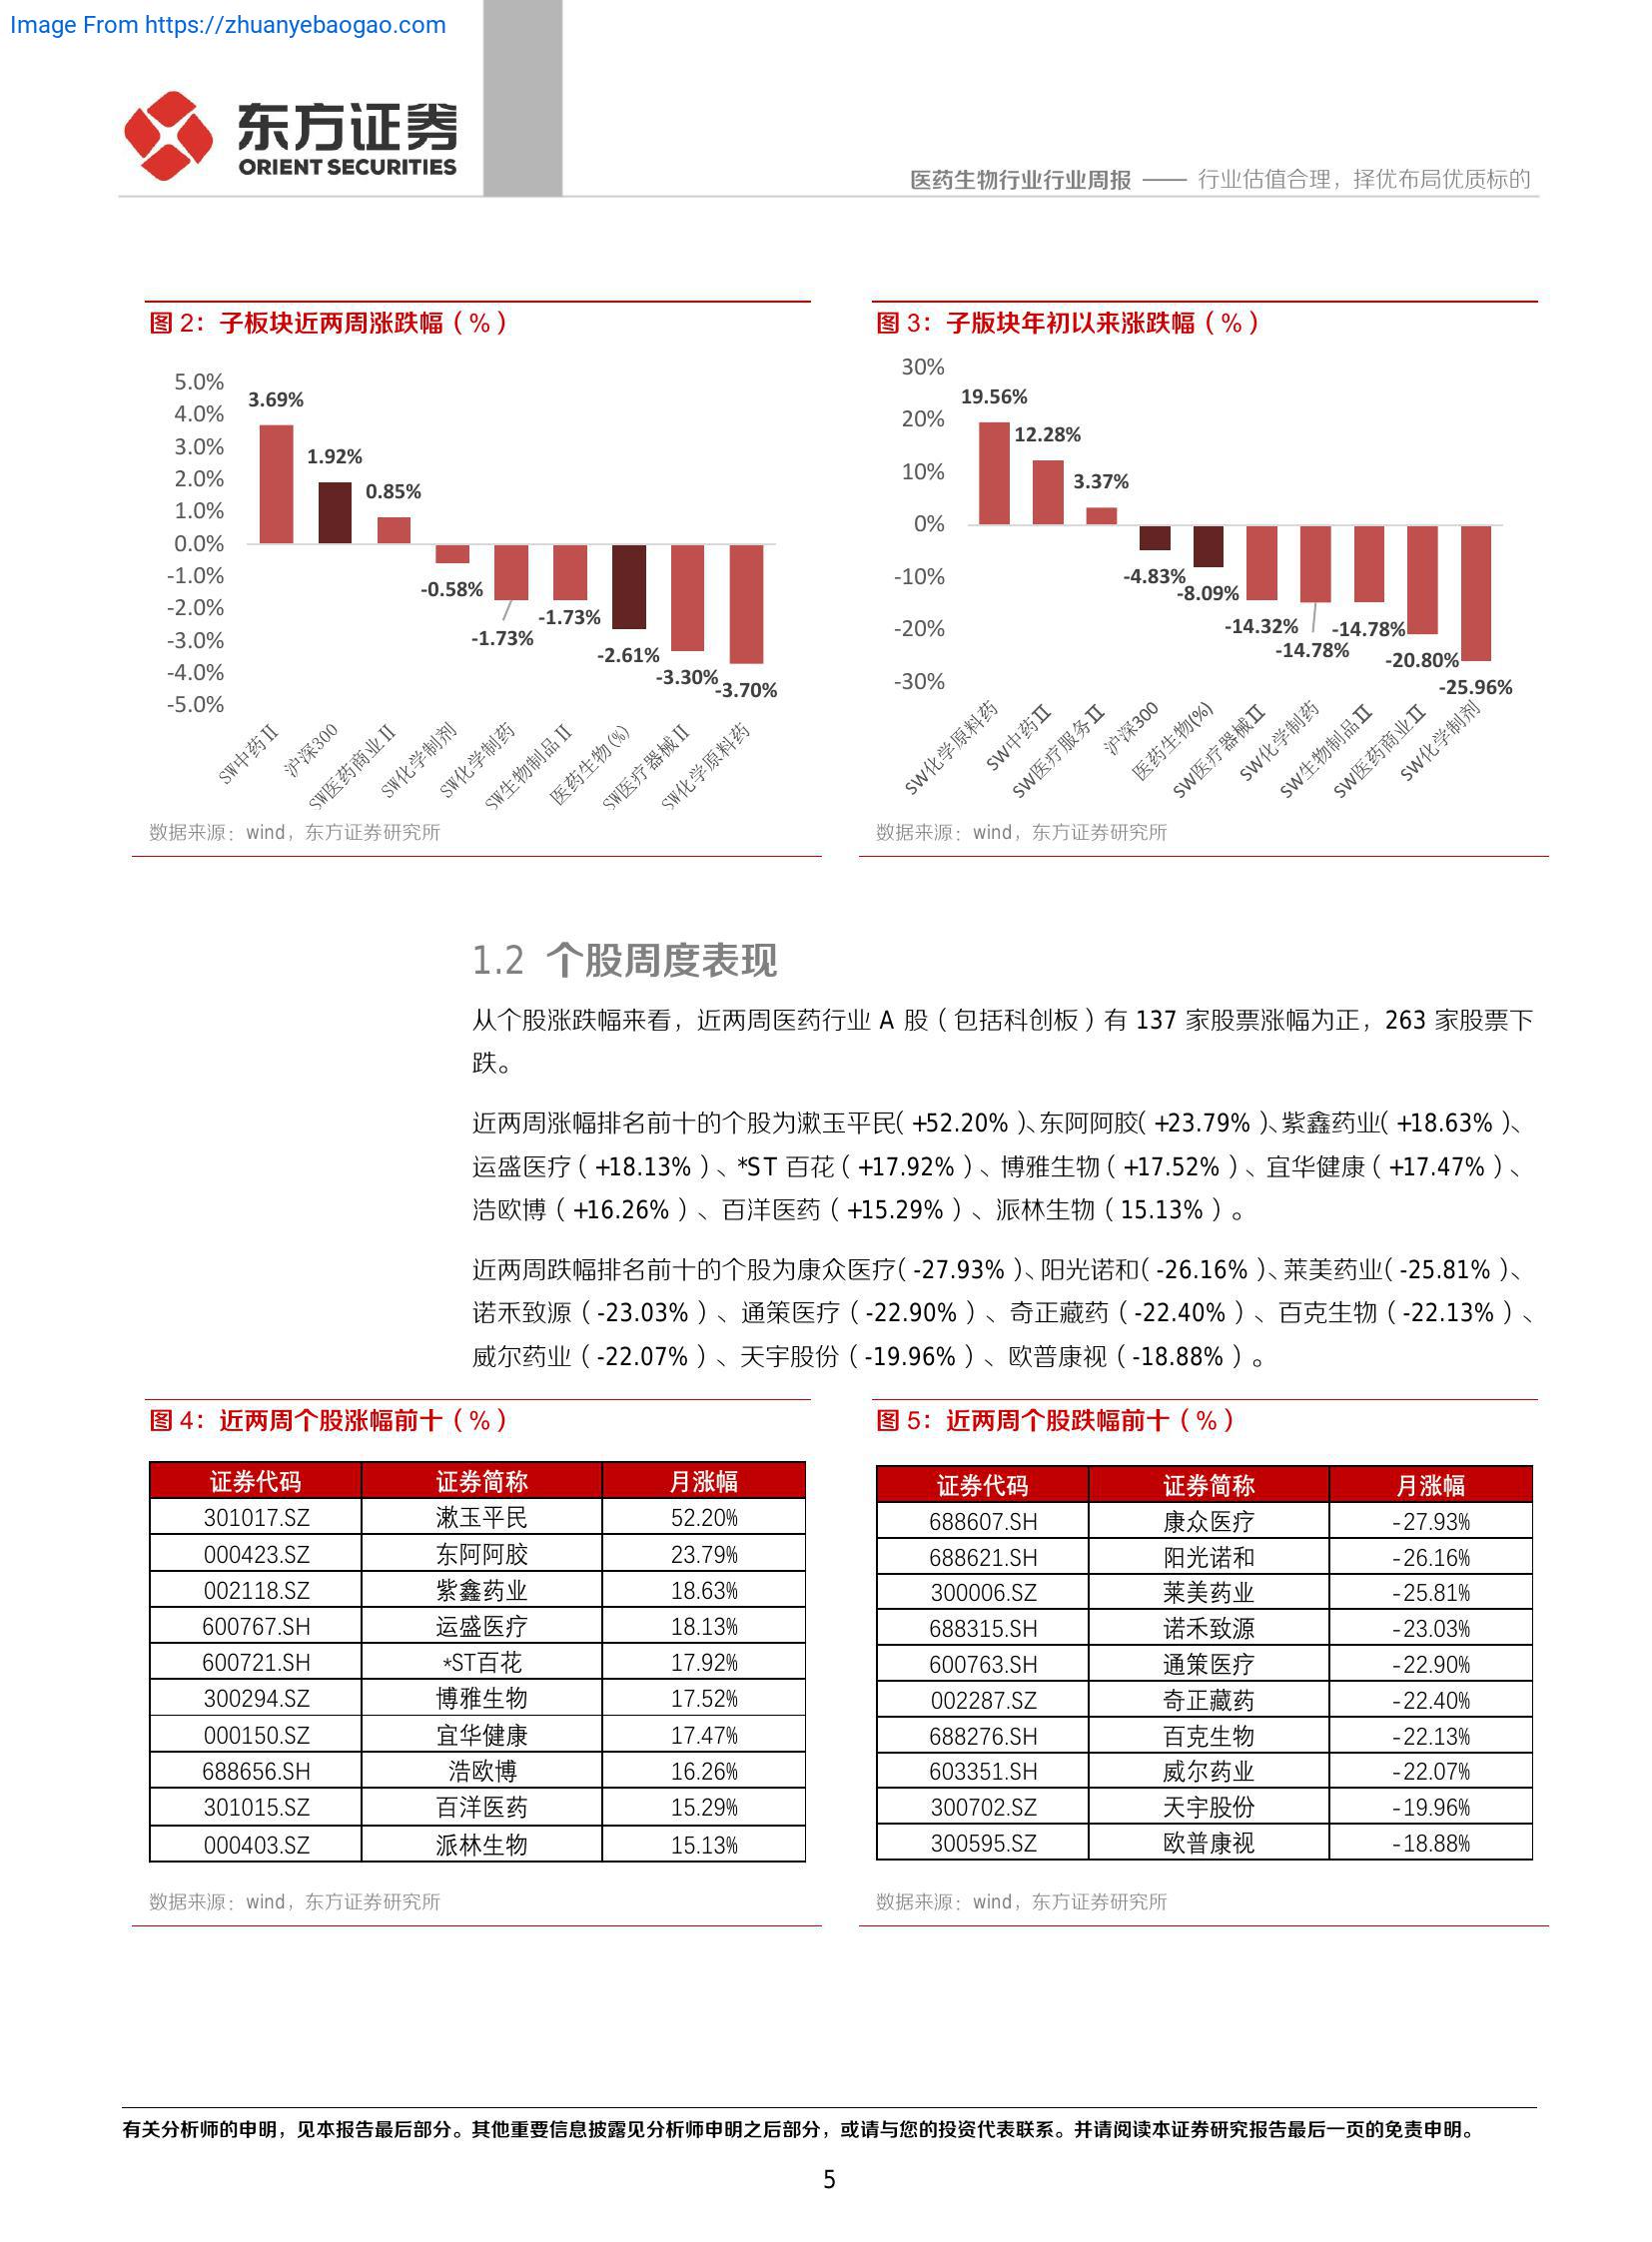 Image From https://zhuanyebaogao.com
东方证券
ORIENT SECURITIES
医药生物行业行业周报 —— 行业估值合理，择优布局优质标的
图 2：子板块近两周涨跌幅（%）
5.0%
4.0%
3.0%
2.0%
1.0%
0.0%
-1.0%
-2.0%
-3.0%
-4.0%
-5.0%
3.69%
1.92%
0.85%
-0.58%
-1.73%
-1.73%
-2.61%
-3.30%
-3.70%
SW中药Ⅱ
沪深300
SW医药商业Ⅱ
SW化学制剂
SW化学制药
SW生物制品Ⅱ
医药生物(%)
SW医疗器械Ⅱ
SW化学原料药
数据来源：wind，东方证券研究所
图 3：子版块年初以来涨跌幅（%）
30%
20%
10%
0%
-10%
-20%
-30%
19.56%
12.28%
3.37%
-4.83%
-8.09%
-14.32%
-14.78%
-14.78%
-20.80%
-25.96%
SW化学原料药
SW中药Ⅱ
SW医疗服务Ⅱ
沪深300
医药生物(%)
SW医疗器械Ⅱ
SW化学制药
SW生物制品Ⅱ
SW医药商业Ⅱ
SW化学制剂
数据来源：wind，东方证券研究所
1.2 个股周度表现
从个股涨跌幅来看，近两周医药行业 A 股（包括科创板）有 137 家股票涨幅为正，263 家股票下
跌。
近两周涨幅排名前十的个股为漱玉平民（+52.20%）、东阿阿胶（+23.79%）、紫鑫药业（+18.63%）、
运盛医疗（+18.13%）、*ST 百花（+17.92%）、博雅生物（+17.52%）、宜华健康（+17.47%）、
浩欧博（+16.26%）、百洋医药（+15.29%）、派林生物（15.13%）。
近两周跌幅排名前十的个股为康众医疗（-27.93%）、阳光诺和（-26.16%）、莱美药业（-25.81%）、
诺禾致源（-23.03%）、通策医疗（-22.90%）、奇正藏药（-22.40%）、百克生物（-22.13%）、
威尔药业（-22.07%）、天宇股份（-19.96%）、欧普康视（-18.88%）。
图 4：近两周个股涨幅前十（%）
证券代码 证券简称 月涨幅
301017.SZ 漱玉平民 52.20%
000423.SZ 东阿阿胶 23.79%
002118.SZ 紫鑫药业 18.63%
600767.SH 运盛医疗 18.13%
600721.SH *ST百花 17.92%
300294.SZ 博雅生物 17.52%
000150.SZ 宜华健康 17.47%
688656.SH 浩欧博 16.26%
301015.SZ 百洋医药 15.29%
000403.SZ 派林生物 15.13%
数据来源：wind，东方证券研究所
图 5：近两周个股跌幅前十（%）
证券代码 证券简称 月涨幅
688607.SH 康众医疗 -27.93%
688621.SH 阳光诺和 -26.16%
300006.SZ 莱美药业 -25.81%
688315.SH 诺禾致源 -23.03%
600763.SH 通策医疗 -22.90%
002287.SZ 奇正藏药 -22.40%
688276.SH 百克生物 -22.13%
603351.SH 威尔药业 -22.07%
300702.SZ 天宇股份 -19.96%
300595.SZ 欧普康视 -18.88%
数据来源：wind，东方证券研究所
有关分析师的申明，见本报告最后部分。其他重要信息披露见分析师申明之后部分，或请与您的投资代表联系。并请阅读本证券研究报告最后一页的免责申明。
5